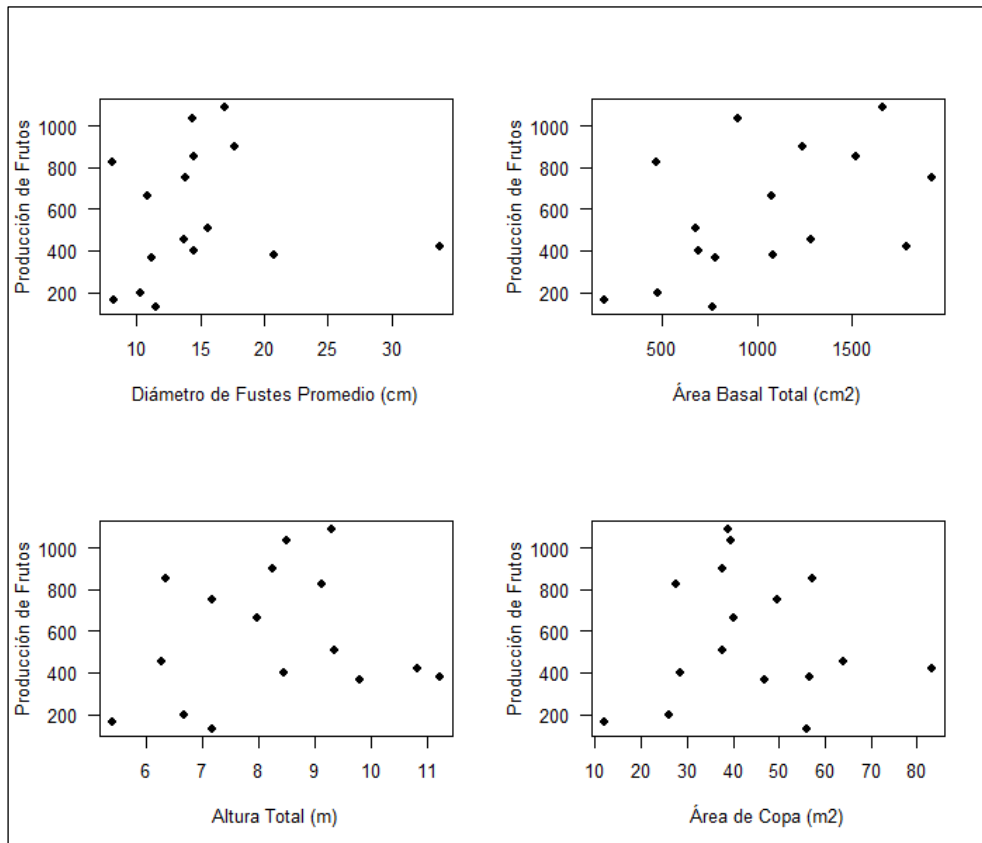 Producción de Frutos
1000
800
600
400
200
10 15 20 25 30
Diámetro de Fustes Promedio (cm)
Producción de Frutos
1000
800
600
400
200
500 1000 1500
Área Basal Total (cm2)
Producción de Frutos
1000
800
600
400
200
6 7 8 9 10 11
Altura Total (m)
Producción de Frutos
1000
800
600
400
200
10 20 30 40 50 60 70 80
Área de Copa (m2)